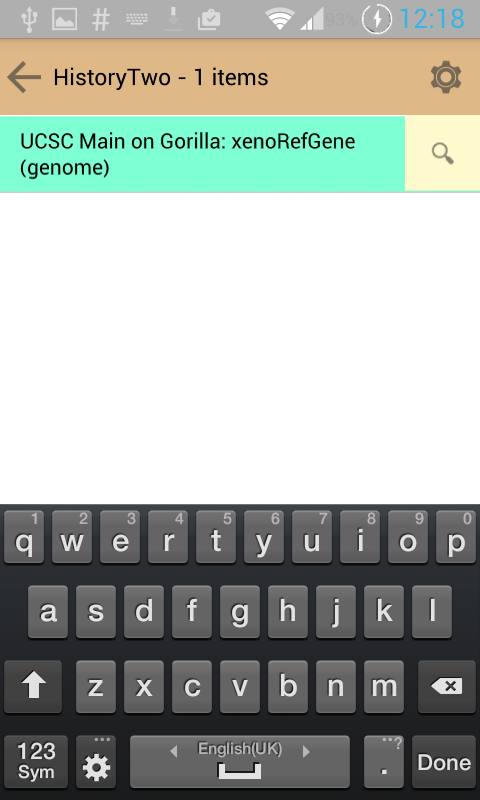 93% 12:18
HistoryTwo - 1 items
UCSC Main on Gorilla: xenoRefGene
(genome)
1 2 3 4 5 6 7 8 9 0
q w e r t y u i o p
a s d f g h j k l
z x c v b n m
123 English(UK) ...?
Sym . Done